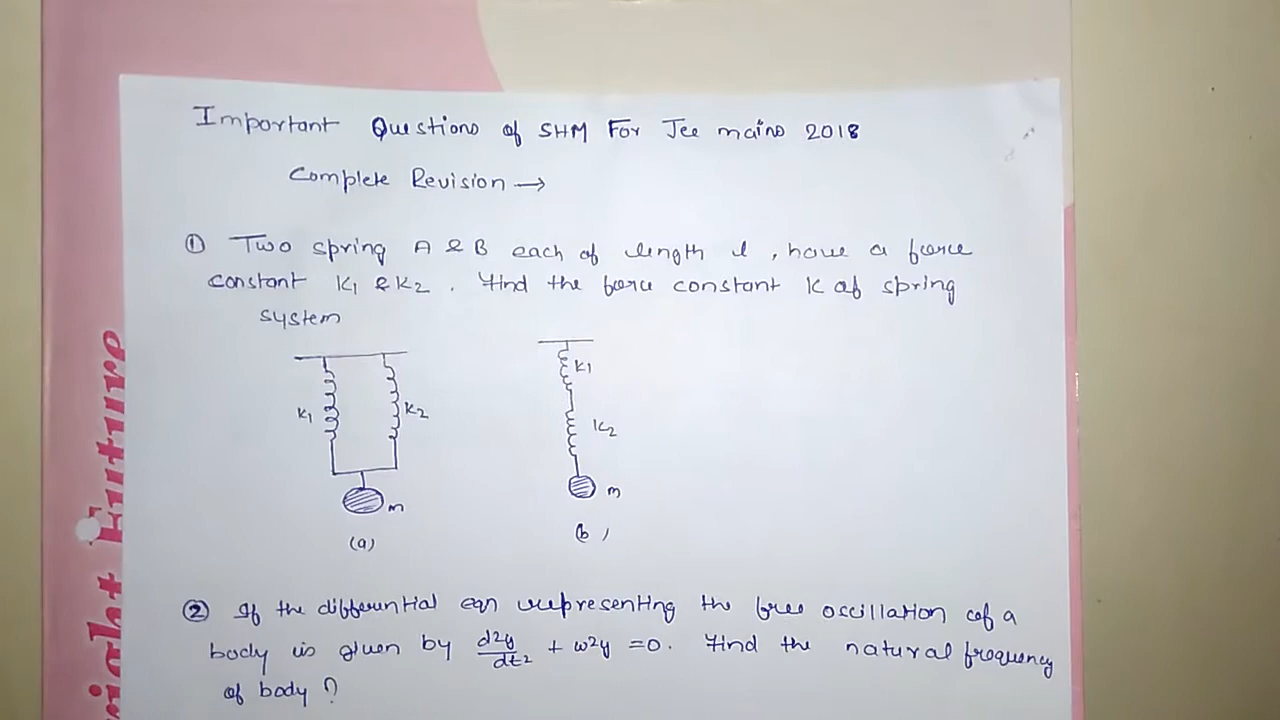 Important Questions of SHM For Jee mains 2018
Complete Revision →
① Two spring A & B each of length l, have a force
constant K1 & K2. Find the force constant K of spring
system
K1
K2
m
(a)
K1
K2
m
(b)
② If the differential eqn representing the free oscillation of a
body is given by d2y/dt2 + w2y = 0. Find the natural frequency
of body ?
Future